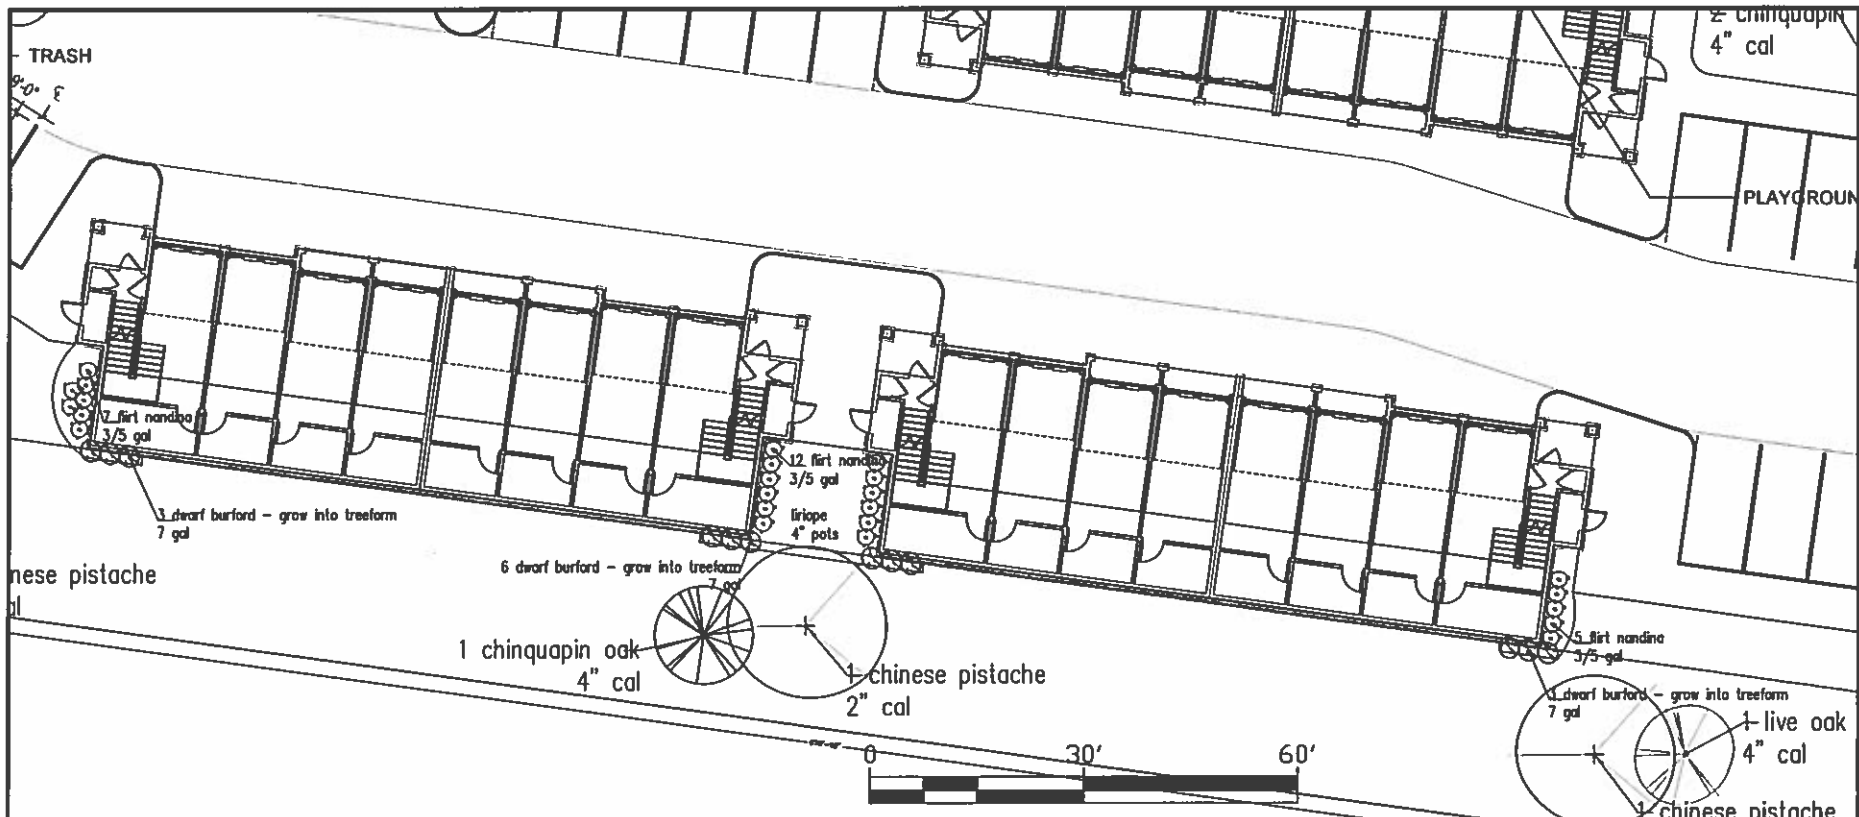 2 chinquapin
4" cal
TRASH
PLAYGROUN
7 flirt nandina
3/5 gal
12 flirt nandina
3/5 gal
liriope
4" pots
3 dwarf burford - grow into treeform
7 gal
6 dwarf burford - grow into treeform
7 gal
nese pistache
al
1 chinquapin oak
4" cal
1 chinese pistache
2" cal
5 flirt nandina
3/5 gal
dwarf burford - grow into treeform
7 gal
1 live oak
4" cal
0 30' 60'
1 chinese pistache